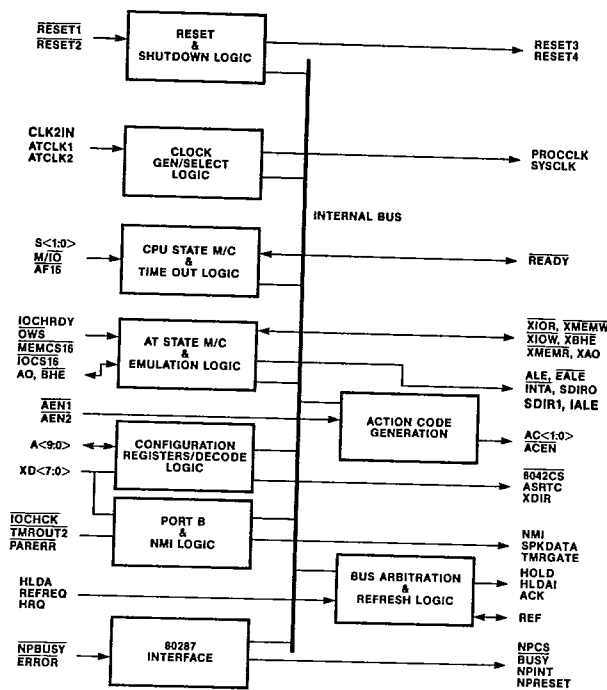 RESET1
RESET2
RESET
&
SHUTDOWN LOGIC
RESET3
RESET4
CLK2IN
ATCLK1
ATCLK2
CLOCK
GEN/SELECT
LOGIC
PROCCLK
SYSCLK
INTERNAL BUS
S<1:0>
M/IO
AF16
CPU STATE M/C
&
TIME OUT LOGIC
READY
IOCHRDY
OWS
MEMCS16
IOCS16
AO, BHE
AT STATE M/C
&
EMULATION LOGIC
XIOR, XMEMW
XIOW, XBHE
XMEMR, XAO
ALE, EALE
INTA, SDIRO
SDIR1, IALE
AEN1
AEN2
ACTION CODE
GENERATION
AC<1:0>
ACEN
A<9:0>
XD<7:0>
CONFIGURATION
REGISTERS/DECODE
LOGIC
8042CS
ASRTC
XDIR
IOCHCK
TMROUT2
PARERR
PORT B
&
NMI LOGIC
NMI
SPKDATA
TMRGATE
HLDA
REFREQ
HRQ
BUS ARBITRATION
&
REFRESH LOGIC
HOLD
HLDAI
ACK
REF
NPBUSY
ERROR
80287
INTERFACE
NPCS
BUSY
NPINT
NPRESET